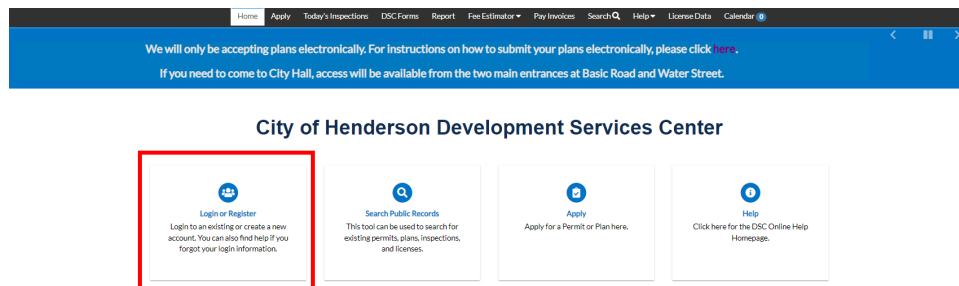 Home Apply Today's Inspections DSC Forms Report Fee Estimator Pay Invoices Search Help License Data Calendar 0
We will only be accepting plans electronically. For instructions on how to submit your plans electronically, please click here.
If you need to come to City Hall, access will be available from the two main entrances at Basic Road and Water Street.
City of Henderson Development Services Center
Login or Register
Login to an existing or create a new
account. You can also find help if you
forgot your login information.
Search Public Records
This tool can be used to search for
existing permits, plans, inspections,
and licenses.
Apply
Apply for a Permit or Plan here.
Help
Click here for the DSC Online Help
Homepage.